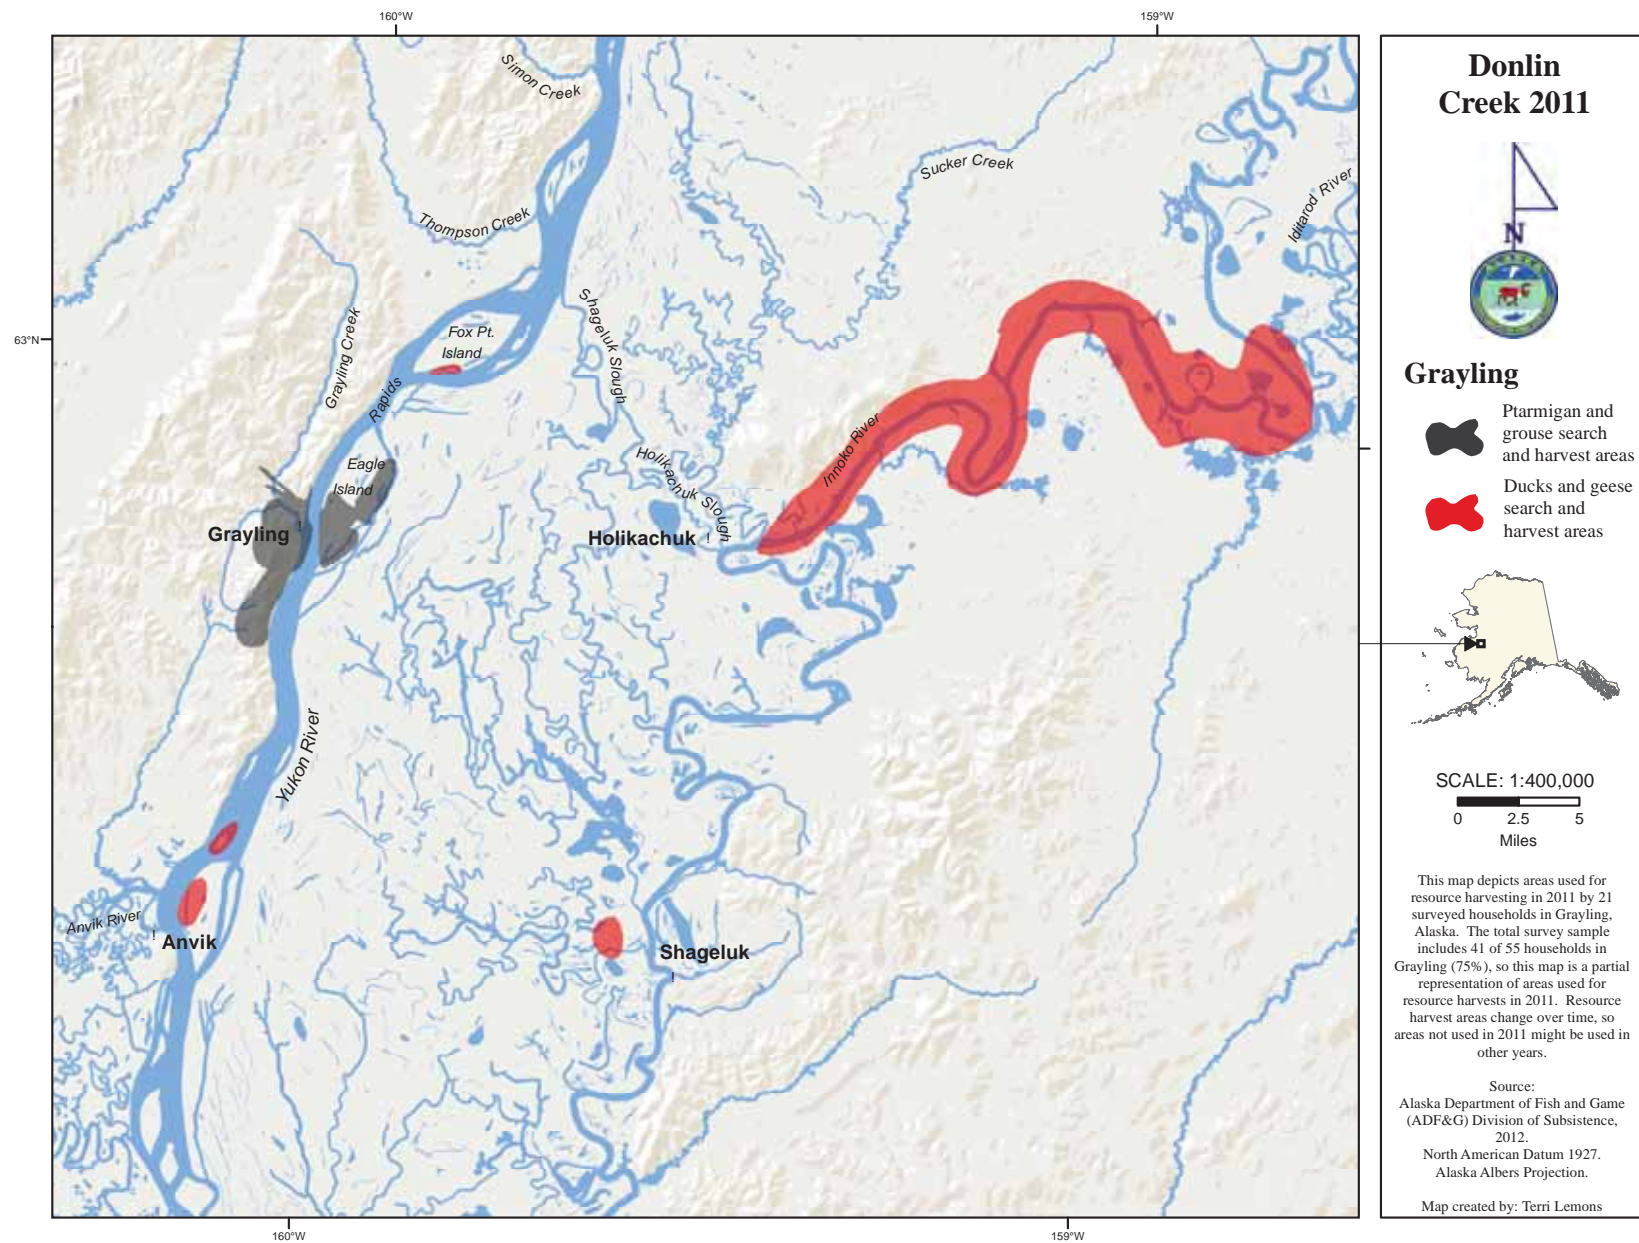 160°W
159°W
Simon Creek
Sucker Creek
Iditarod River
Thompson Creek
Shageluk Slough
Fox Pt.
Island
63°N
Grayling Creek
Rapids
Innoko River
Holikachuk Slough
Eagle
Island
Grayling
!
Holikachuk
!
Yukon River
Anvik River
!
Anvik
Shageluk
!
160°W
159°W
Donlin
Creek 2011
N
Grayling
Ptarmigan and
grouse search
and harvest areas
Ducks and geese
search and
harvest areas
SCALE: 1:400,000
0 2.5 5
Miles
This map depicts areas used for
resource harvesting in 2011 by 21
surveyed households in Grayling,
Alaska. The total survey sample
includes 41 of 55 households in
Grayling (75%), so this map is a partial
representation of areas used for
resource harvests in 2011. Resource
harvest areas change over time, so
areas not used in 2011 might be used in
other years.
Source:
Alaska Department of Fish and Game
(ADF&G) Division of Subsistence,
2012.
North American Datum 1927.
Alaska Albers Projection.
Map created by: Terri Lemons